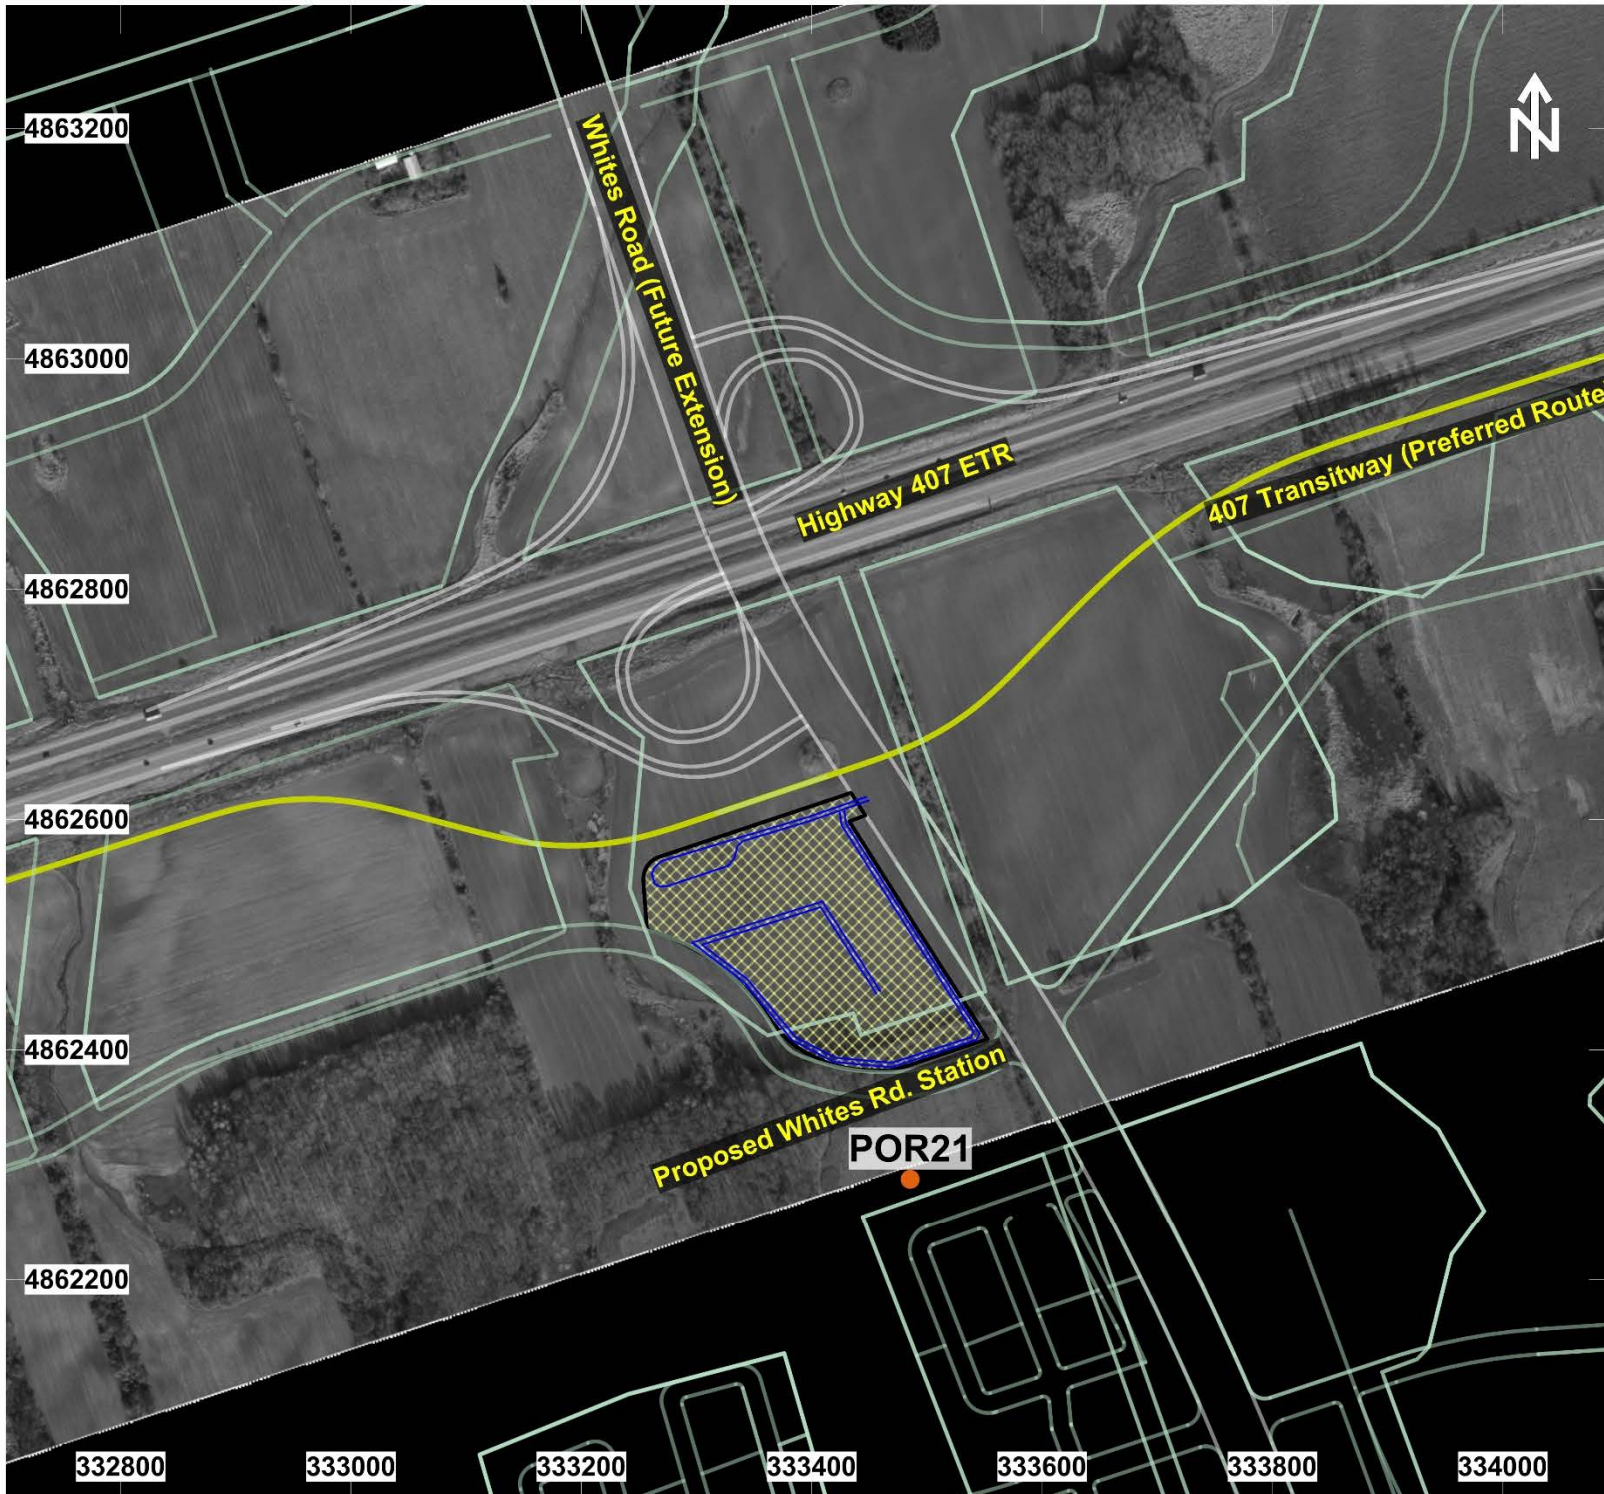 N
4863200
Whites Road (Future Extension)
4863000
407 Transitway (Preferred Route
Highway 407 ETR
4862800
4862600
4862400
Proposed Whites Rd. Station
POR21
4862200
332800
333000
333200
333400
333600
333800
334000